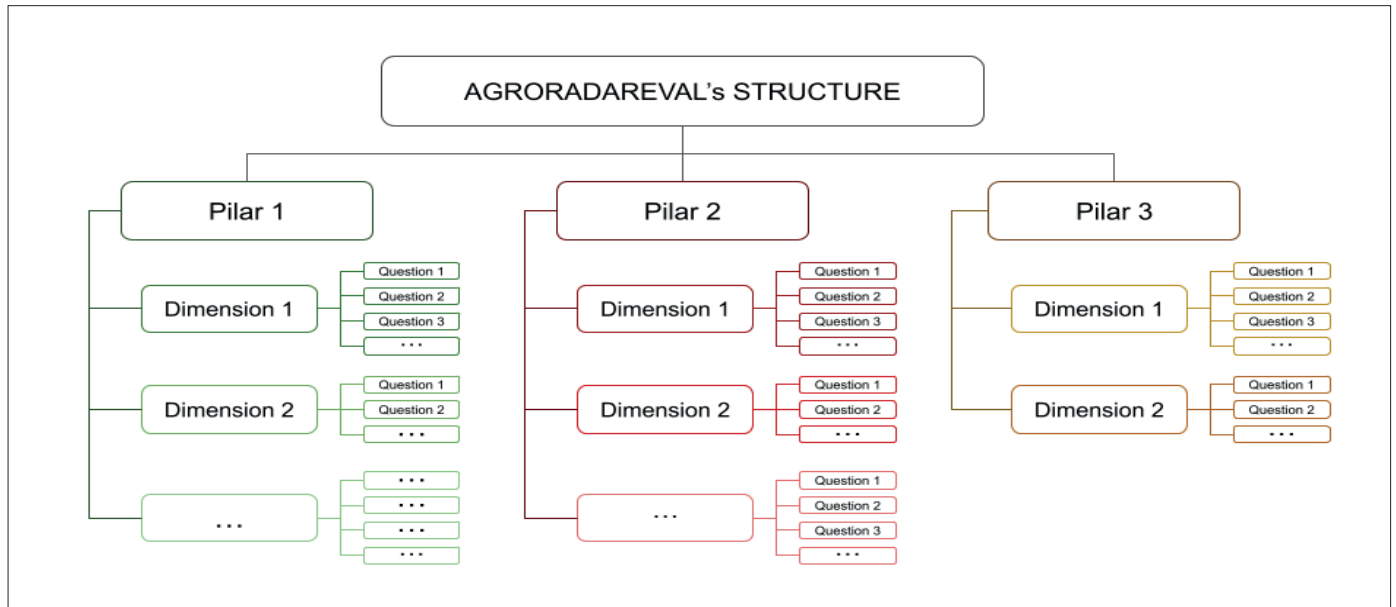 AGRORADAREVAL's STRUCTURE
Pilar 1
Dimension 1
Question 1
Question 2
Question 3
...
Dimension 2
Question 1
Question 2
...
...
...
...
...
...
Pilar 2
Dimension 1
Question 1
Question 2
Question 3
...
Dimension 2
Question 1
Question 2
...
...
Question 1
Question 2
Question 3
...
Pilar 3
Dimension 1
Question 1
Question 2
Question 3
...
Dimension 2
Question 1
Question 2
...